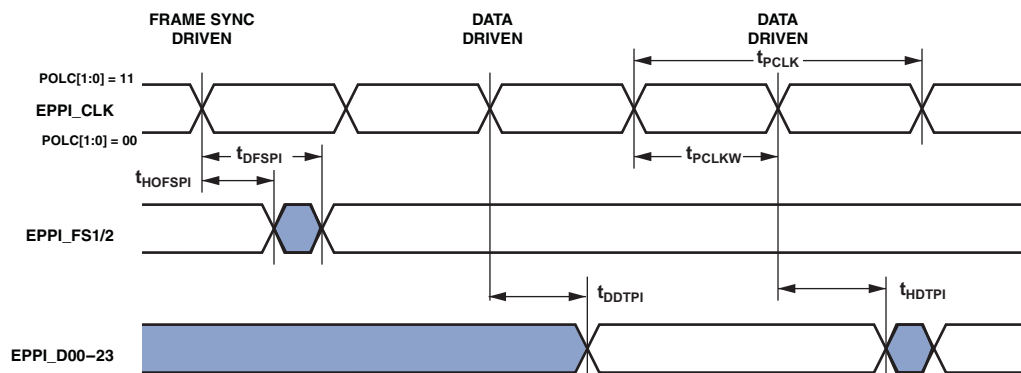 FRAME SYNC
DRIVEN
DATA
DRIVEN
DATA
DRIVEN
tPCLK
POLC[1:0] = 11
EPPI_CLK
POLC[1:0] = 00
tDFSPI
tPCLKW
tHOFSPI
EPPI_FS1/2
tDDTPI
tHDTPI
EPPI_D00–23